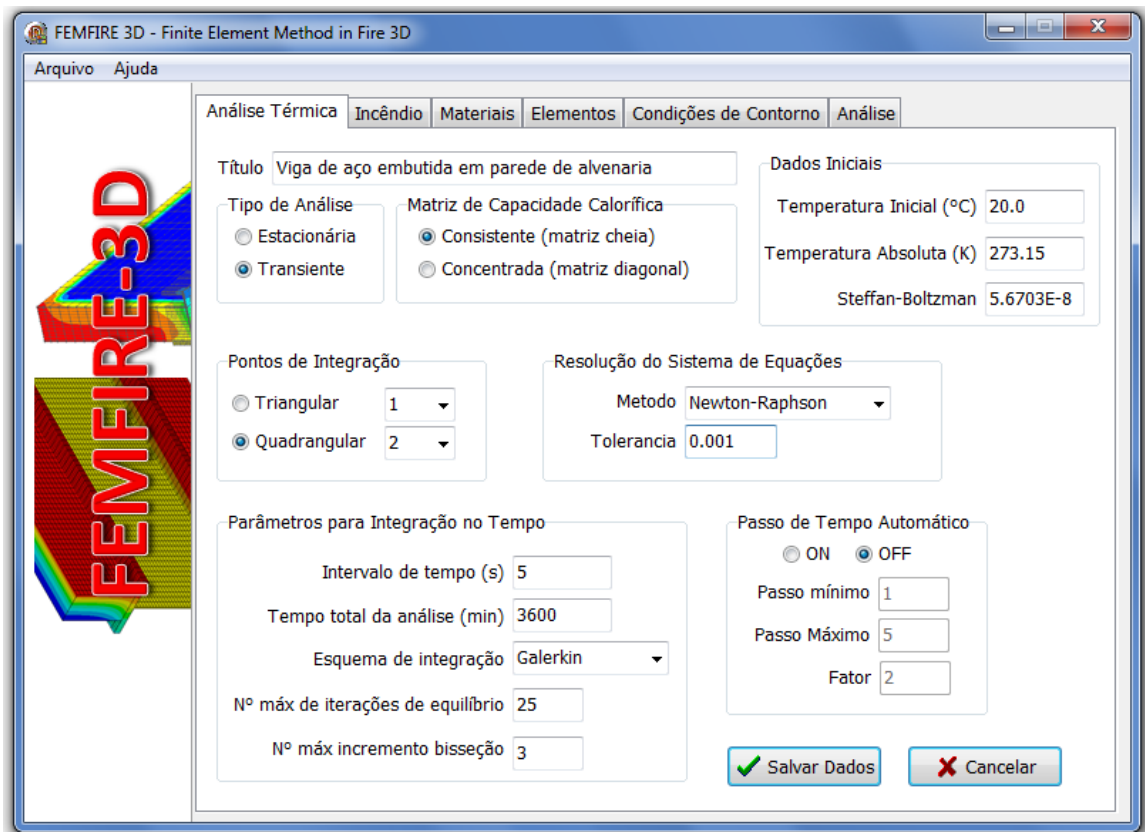 FEMFIRE 3D - Finite Element Method in Fire 3D
Arquivo Ajuda
FEMFIRE-3D
Análise Térmica Incêndio Materiais Elementos Condições de Contorno Análise
Título Viga de aço embutida em parede de alvenaria
Tipo de Análise
Estacionária
Transiente
Matriz de Capacidade Calorífica
Consistente (matriz cheia)
Concentrada (matriz diagonal)
Dados Iniciais
Temperatura Inicial (ºC) 20.0
Temperatura Absoluta (K) 273.15
Steffan-Boltzman 5.6703E-8
Pontos de Integração
Triangular 1
Quadrangular 2
Resolução do Sistema de Equações
Metodo Newton-Raphson
Tolerancia 0.001
Parâmetros para Integração no Tempo
Intervalo de tempo (s) 5
Tempo total da análise (min) 3600
Esquema de integração Galerkin
Nº máx de iterações de equilíbrio 25
Nº máx incremento bisseção 3
Passo de Tempo Automático
ON OFF
Passo mínimo 1
Passo Máximo 5
Fator 2
Salvar Dados Cancelar